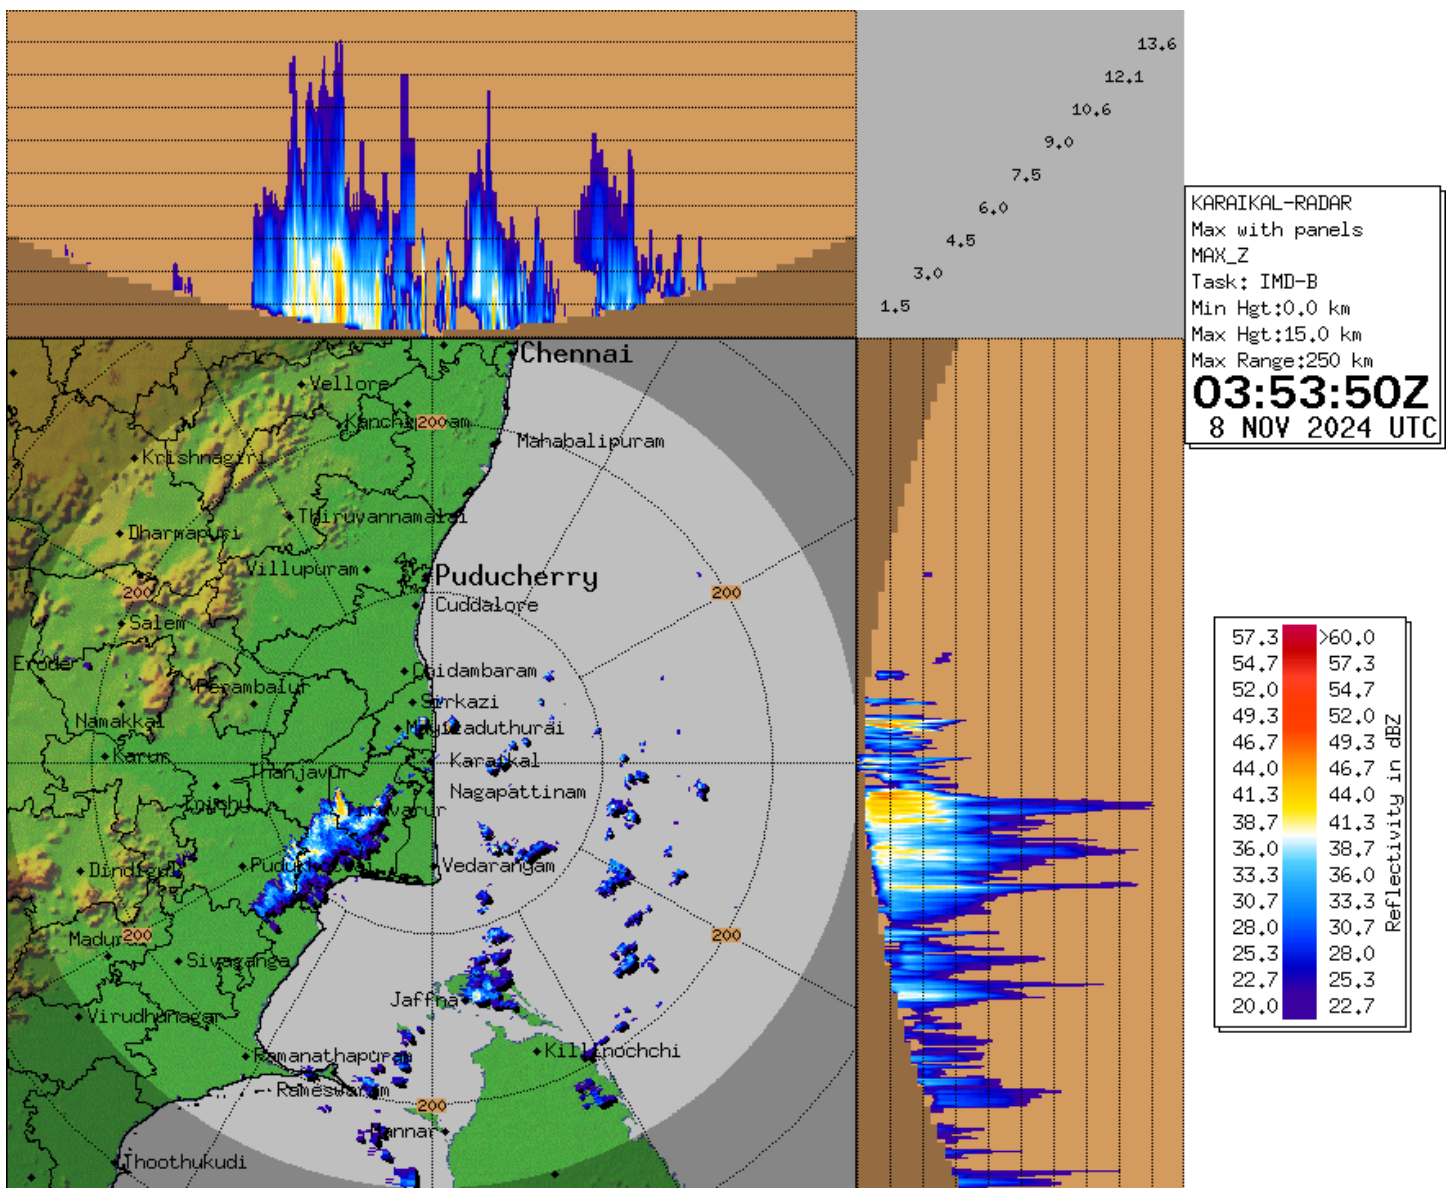 13.6
12.1
10.6
9.0
7.5
6.0
4.5
3.0
1.5
KARAIKAL-RADAR
Max with panels
MAX_Z
Task: IMD-B
Min Hgt:0.0 km
Max Hgt:15.0 km
Max Range:250 km
03:53:50Z
8 NOV 2024 UTC
Chennai
Vellore
200
Mahabalipuram
Krishnagiri
Thiruvannamalai
Dharmapuri
Villupuram
Puducherry
200
200
Cuddalore
Salem
Erode
Chidambaram
Perambalur
Sirkazi
Namakkal
Mayiladuthurai
Karur
Karaikal
Thanjavur
Nagapattinam
Dindigul
Vedaranyam
200
200
Sivaganga
Jaffna
Virudhunagar
Killinochchi
Ramanathapuram
Rameswaram
200
Mannar
Thoothukudi
57.3 >60.0
54.7 57.3
52.0 54.7
49.3 52.0
46.7 49.3
44.0 46.7
41.3 44.0
38.7 41.3
36.0 38.7
33.3 36.0
30.7 33.3
28.0 30.7
25.3 28.0
22.7 25.3
20.0 22.7
Reflectivity in dBZ